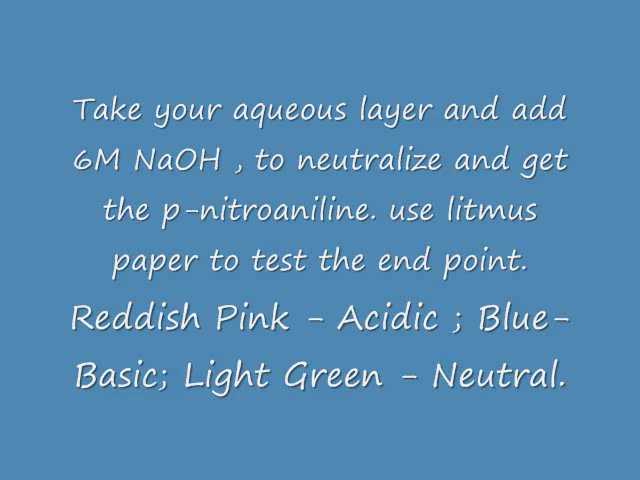 Take your aqueous layer and add
6M NaOH , to neutralize and get
the p-nitroaniline. use litmus
paper to test the end point.
Reddish Pink - Acidic ; Blue-
Basic; Light Green - Neutral.